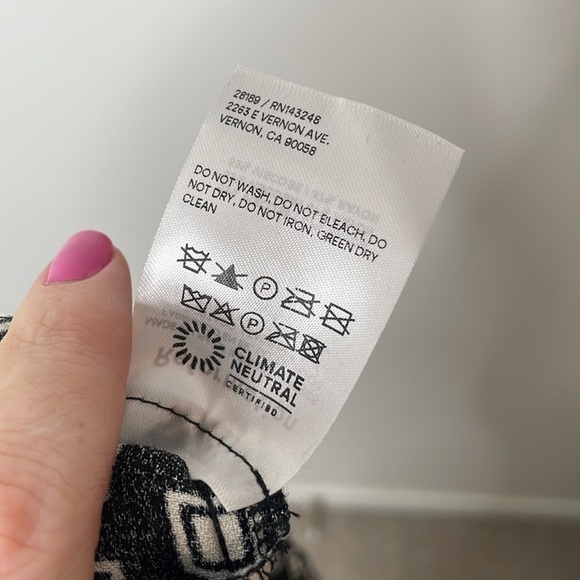 28189 / RN143248
2263 E VERNON AVE.
VERNON, CA 90058
DO NOT WASH, DO NOT BLEACH, DO
NOT DRY, DO NOT IRON, GREEN DRY
CLEAN
P
P
CLIMATE
NEUTRAL
CERTIFIED